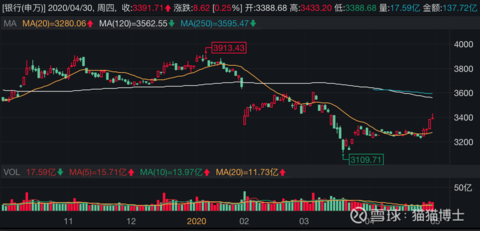 [银行(申万)] 2020/04/30, 周四, 收:3391.71 涨跌:8.62 [0.25%] 开:3388.68 高:3433.20 低:3388.68 量:17.59亿 金额:137.72亿
MA MA(20)=3280.06 MA(120)=3562.55 MA(250)=3595.47
4000
3913.43
3800
3600
3400
3200
3109.71
VOL 17.59亿 MA(5)=15.71亿 MA(10)=13.97亿 MA(20)=11.73亿
50亿
雪球:猫猫博士
11 12 2020 02 03 04 05